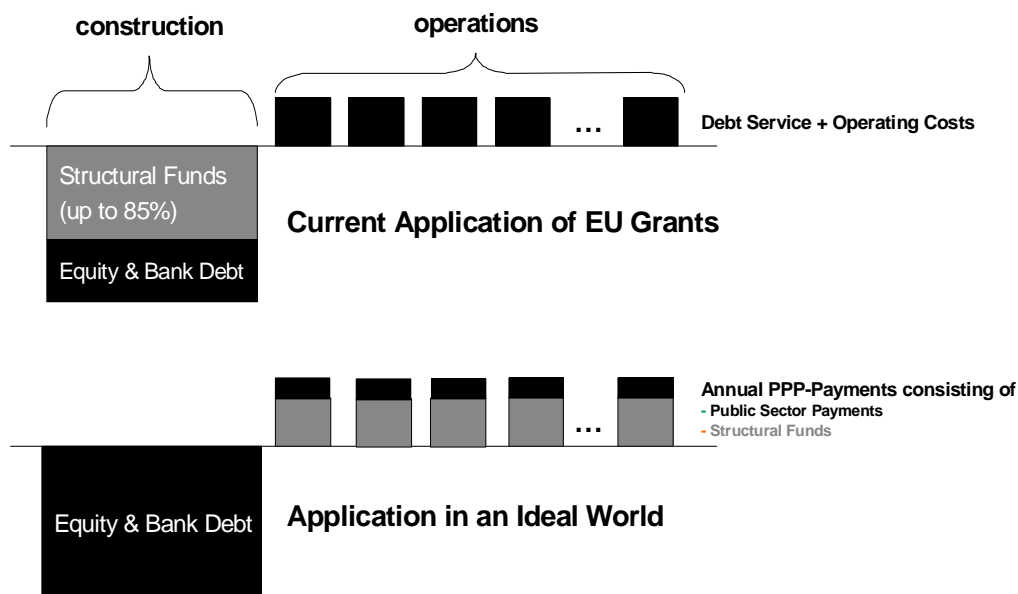 construction
operations
...
Debt Service + Operating Costs
Structural Funds
(up to 85%)
Current Application of EU Grants
Equity & Bank Debt
Annual PPP-Payments consisting of
- Public Sector Payments
...
- Structural Funds
Equity & Bank Debt
Application in an Ideal World